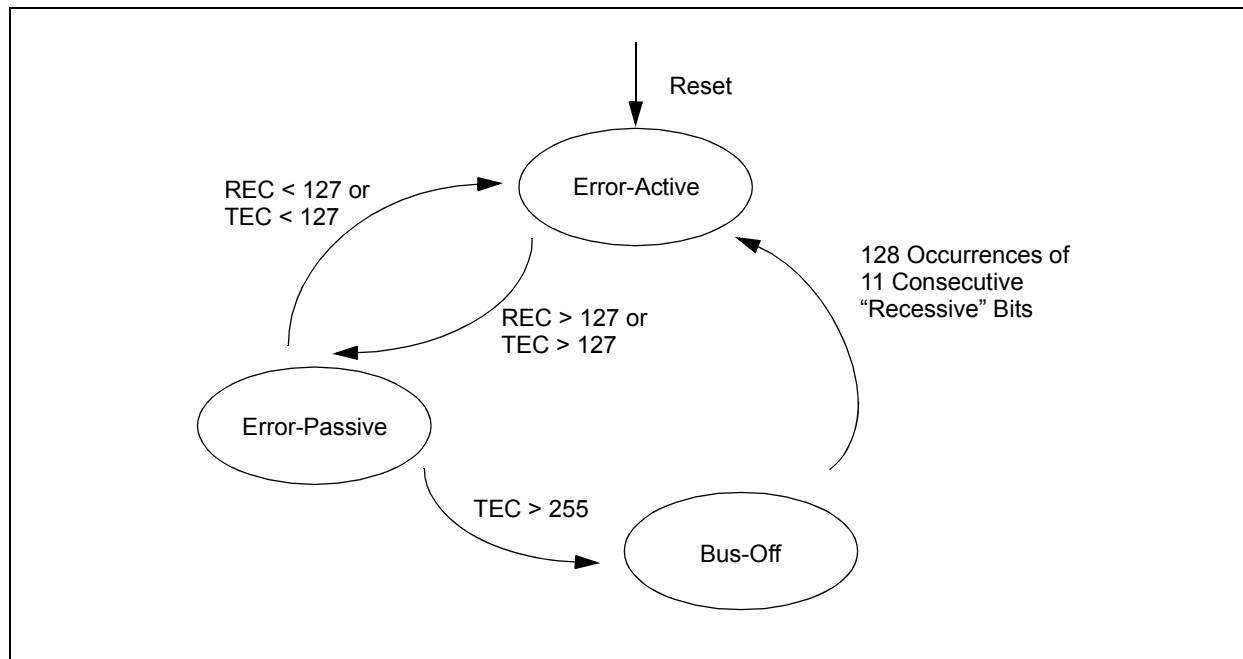 Reset
Error-Active
REC < 127 or
TEC < 127
128 Occurrences of
11 Consecutive
“Recessive” Bits
REC > 127 or
TEC > 127
Error-Passive
TEC > 255
Bus-Off